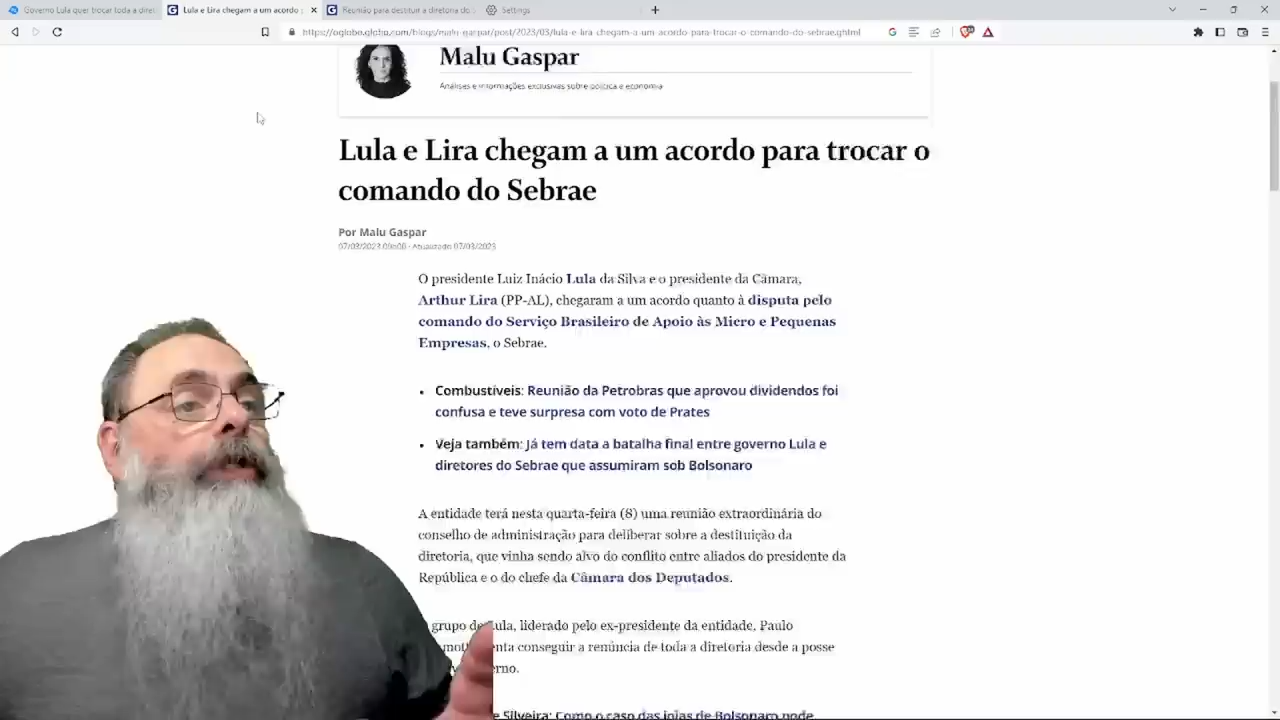 Governo Lula quer trocar toda a direto
Lula e Lira chegam a um acordo
Reunião para destituir a diretoria do
Settings
https://oglobo.globo.com/blogs/malu-gaspar/post/2023/03/lula-e-lira-chegam-a-um-acordo-para-trocar-o-comando-do-sebrae.ghtml
Malu Gaspar
Análises e informações exclusivas sobre política e economia
Lula e Lira chegam a um acordo para trocar o
comando do Sebrae
Por Malu Gaspar
07/03/2023 · Atualizado 07/03/2023
O presidente Luiz Inácio Lula da Silva e o presidente da Câmara,
Arthur Lira (PP-AL), chegaram a um acordo quanto à disputa pelo
comando do Serviço Brasileiro de Apoio às Micro e Pequenas
Empresas, o Sebrae.
• Combustíveis: Reunião da Petrobras que aprovou dividendos foi
confusa e teve surpresa com voto de Prates
• Veja também: Já tem data a batalha final entre governo Lula e
diretores do Sebrae que assumiram sob Bolsonaro
A entidade terá nesta quarta-feira (8) uma reunião extraordinária do
conselho de administração para deliberar sobre a destituição da
diretoria, que vinha sendo alvo do conflito entre aliados do presidente da
República e o do chefe da Câmara dos Deputados.
grupo de Lula, liderado pelo ex-presidente da entidade, Paulo
conseguir a renúncia de toda a diretoria desde a posse
Silveira: Como o caso das joias de Bolsonaro pode